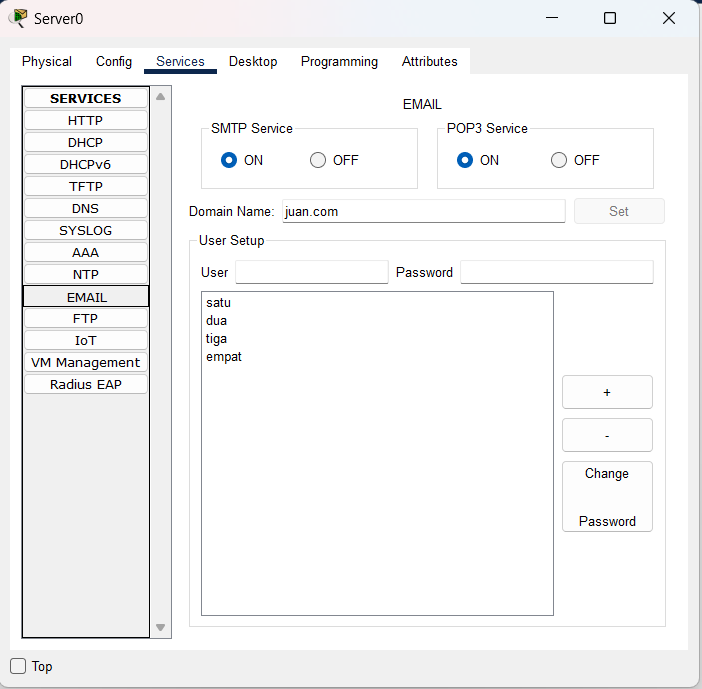 Server0
Physical Config Services Desktop Programming Attributes
SERVICES
HTTP
DHCP
DHCPv6
TFTP
DNS
SYSLOG
AAA
NTP
EMAIL
FTP
IoT
VM Management
Radius EAP
EMAIL
SMTP Service
ON OFF
POP3 Service
ON OFF
Domain Name: juan.com Set
User Setup
User Password
satu
dua
tiga
empat
+
-
Change
Password
Top